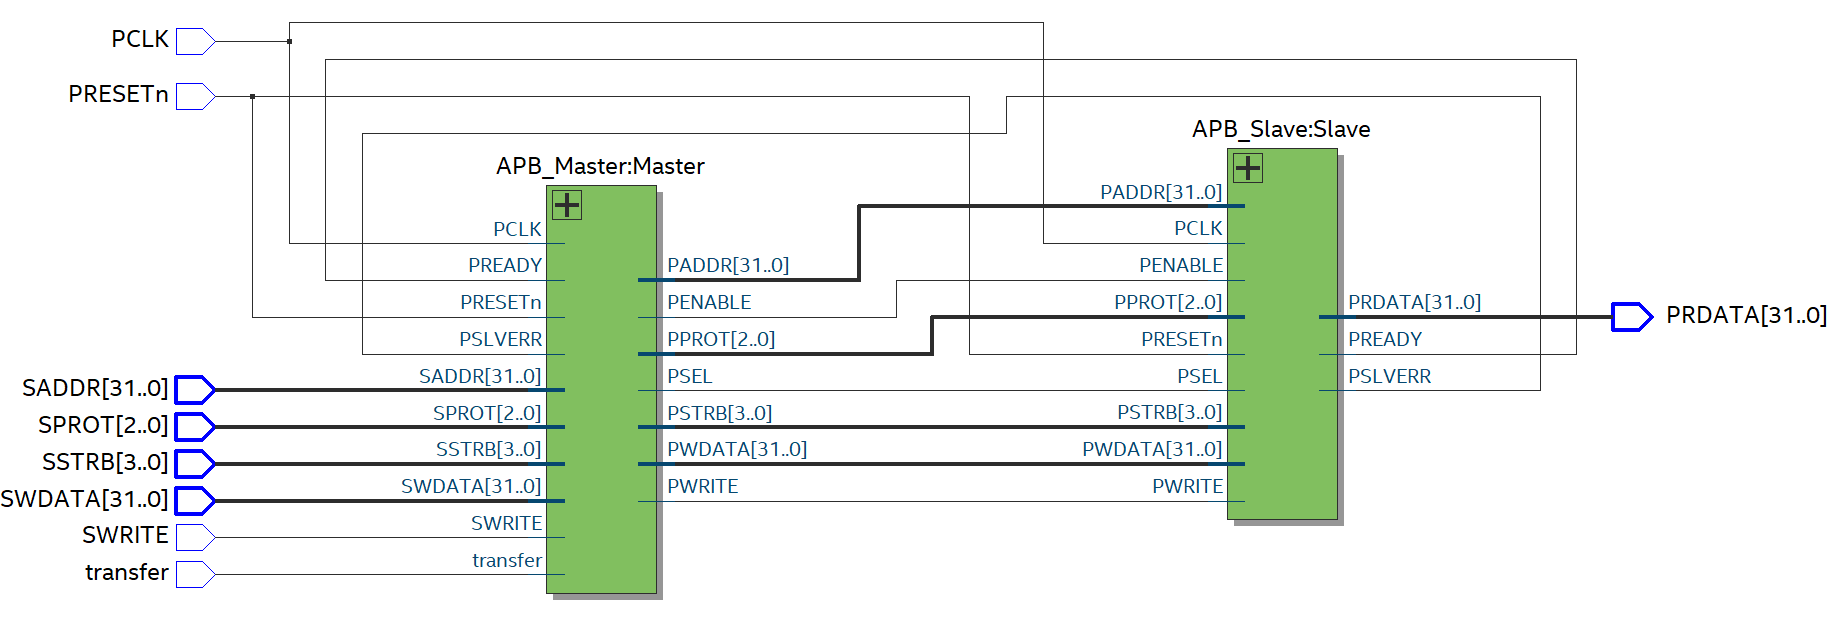 PCLK
PRESETn
SADDR[31..0]
SPROT[2..0]
SSTRB[3..0]
SWDATA[31..0]
SWRITE
transfer
APB_Master:Master
PCLK
PREADY
PRESETn
PSLVERR
SADDR[31..0]
SPROT[2..0]
SSTRB[3..0]
SWDATA[31..0]
SWRITE
transfer
PADDR[31..0]
PENABLE
PPROT[2..0]
PSEL
PSTRB[3..0]
PWDATA[31..0]
PWRITE
APB_Slave:Slave
PADDR[31..0]
PCLK
PENABLE
PPROT[2..0]
PRESETn
PSEL
PSTRB[3..0]
PWDATA[31..0]
PWRITE
PRDATA[31..0]
PREADY
PSLVERR
PRDATA[31..0]